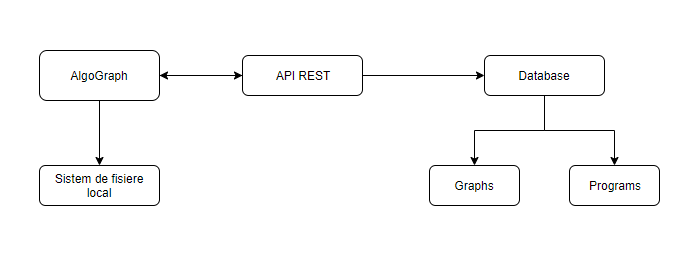 AlgoGraph
API REST
Database
Sistem de fisiere
local
Graphs
Programs